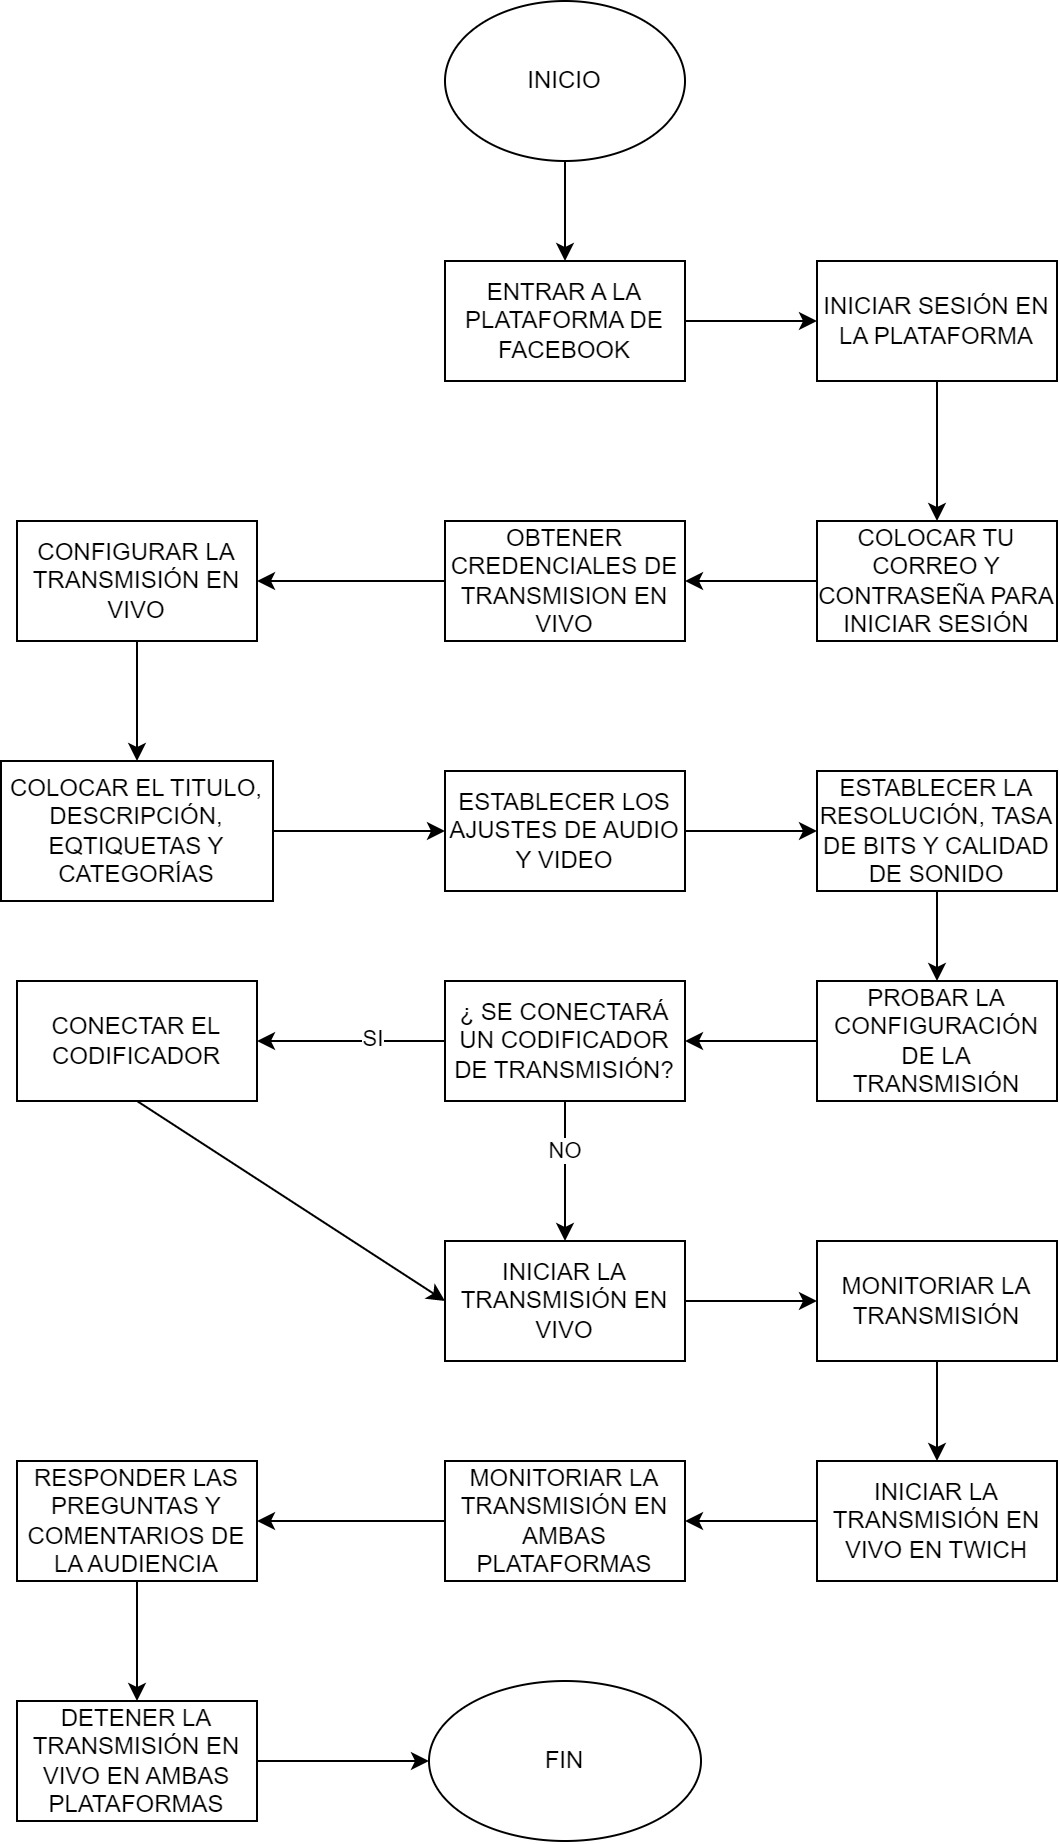 INICIO
ENTRAR A LA
PLATAFORMA DE
FACEBOOK
INICIAR SESIÓN EN
LA PLATAFORMA
COLOCAR TU
CORREO Y
CONTRASEÑA PARA
INICIAR SESIÓN
OBTENER
CREDENCIALES DE
TRANSMISION EN
VIVO
CONFIGURAR LA
TRANSMISIÓN EN
VIVO
COLOCAR EL TITULO,
DESCRIPCIÓN,
EQTIQUETAS Y
CATEGORÍAS
ESTABLECER LOS
AJUSTES DE AUDIO
Y VIDEO
ESTABLECER LA
RESOLUCIÓN, TASA
DE BITS Y CALIDAD
DE SONIDO
PROBAR LA
CONFIGURACIÓN
DE LA
TRANSMISIÓN
¿ SE CONECTARÁ
UN CODIFICADOR
DE TRANSMISIÓN?
SI
CONECTAR EL
CODIFICADOR
NO
INICIAR LA
TRANSMISIÓN EN
VIVO
MONITORIAR LA
TRANSMISIÓN
INICIAR LA
TRANSMISIÓN EN
VIVO EN TWICH
MONITORIAR LA
TRANSMISIÓN EN
AMBAS
PLATAFORMAS
RESPONDER LAS
PREGUNTAS Y
COMENTARIOS DE
LA AUDIENCIA
DETENER LA
TRANSMISIÓN EN
VIVO EN AMBAS
PLATAFORMAS
FIN